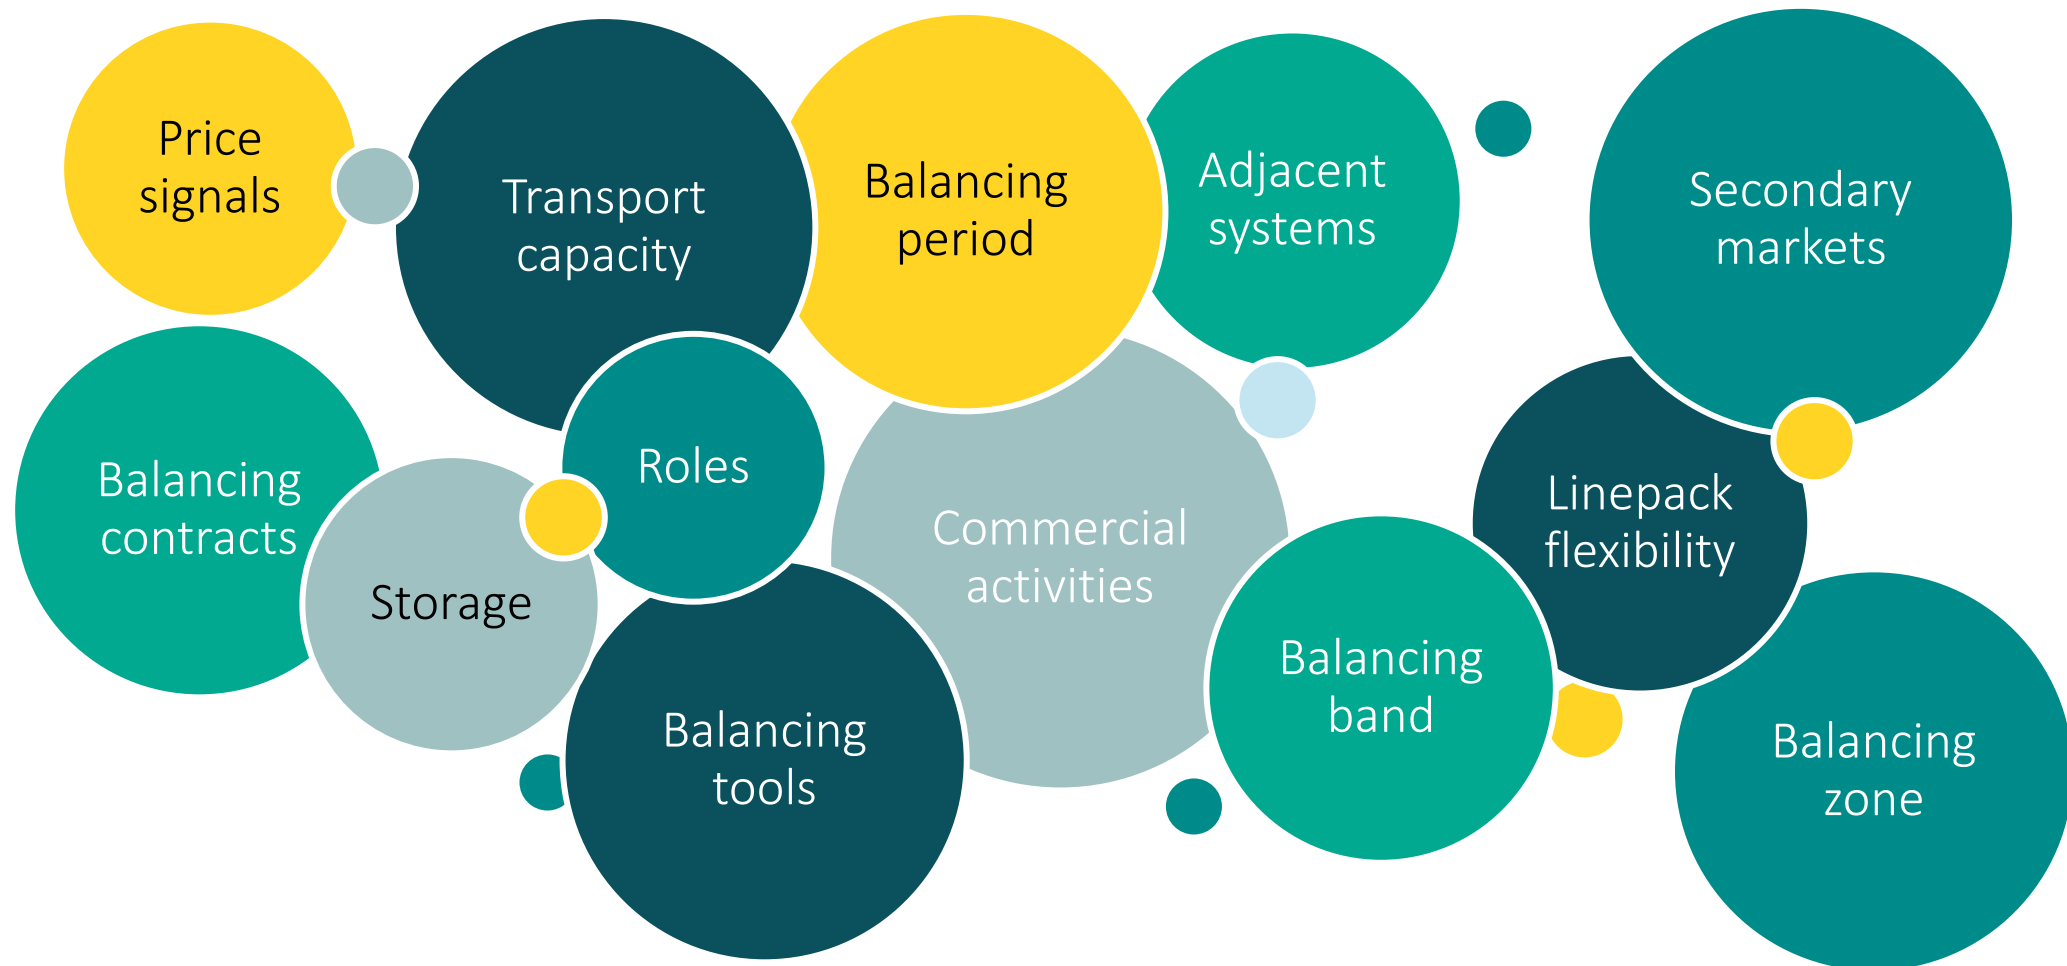 Price
signals
Transport
capacity
Balancing
period
Adjacent
systems
Secondary
markets
Balancing
contracts
Storage
Roles
Commercial
activities
Linepack
flexibility
Balancing
tools
Balancing
band
Balancing
zone